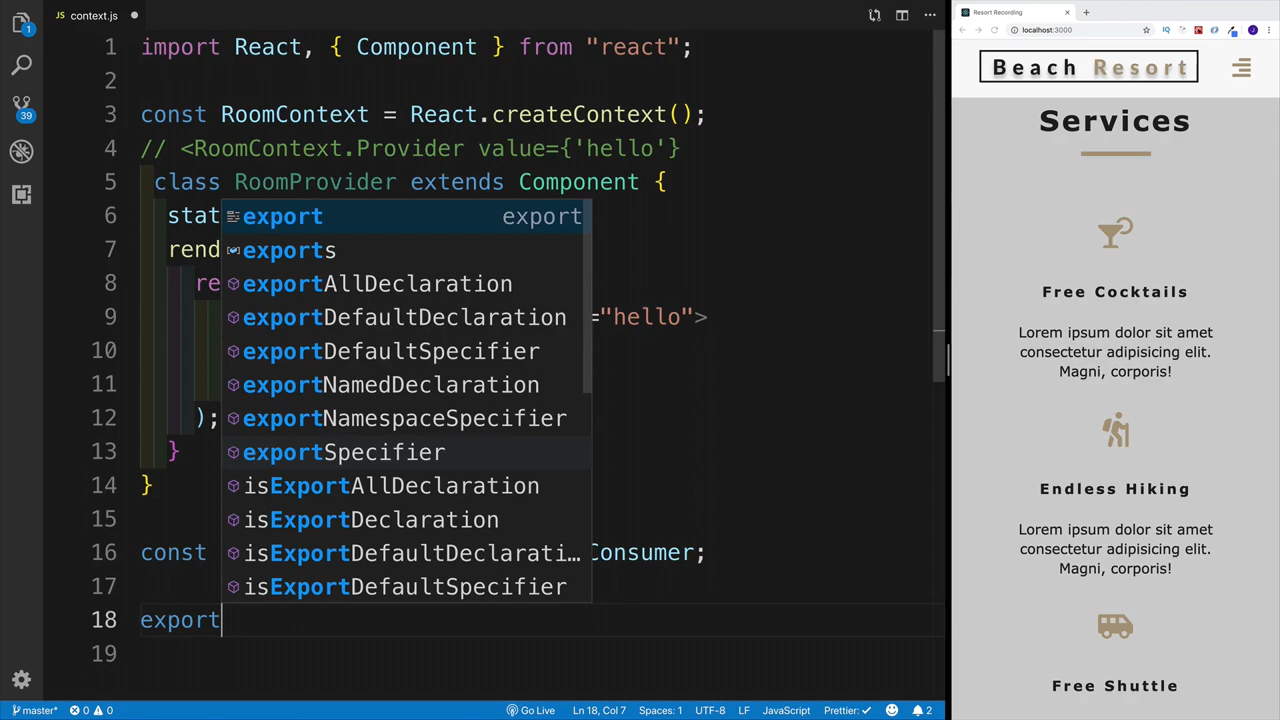 context.js
1 import React, { Component } from "react";
2
3 const RoomContext = React.createContext();
4 // <RoomContext.Provider value={'hello'}
5 class RoomProvider extends Component {
6 stat
7 rend
8 re
9 ="hello">
10
11
12 );
13 }
14 }
15
16 const Consumer;
17
18 export
19
export export
exports
exportAllDeclaration
exportDefaultDeclaration
exportDefaultSpecifier
exportNamedDeclaration
exportNamespaceSpecifier
exportSpecifier
isExportAllDeclaration
isExportDeclaration
isExportDefaultDeclarati...
isExportDefaultSpecifier
1
39
master* 0 0 Go Live Ln 18, Col 7 Spaces: 1 UTF-8 LF JavaScript Prettier: ✓ 2
Resort Recording
localhost:3000
IQ
J
Beach Resort
Services
Free Cocktails
Lorem ipsum dolor sit amet
consectetur adipisicing elit.
Magni, corporis!
Endless Hiking
Lorem ipsum dolor sit amet
consectetur adipisicing elit.
Magni, corporis!
Free Shuttle